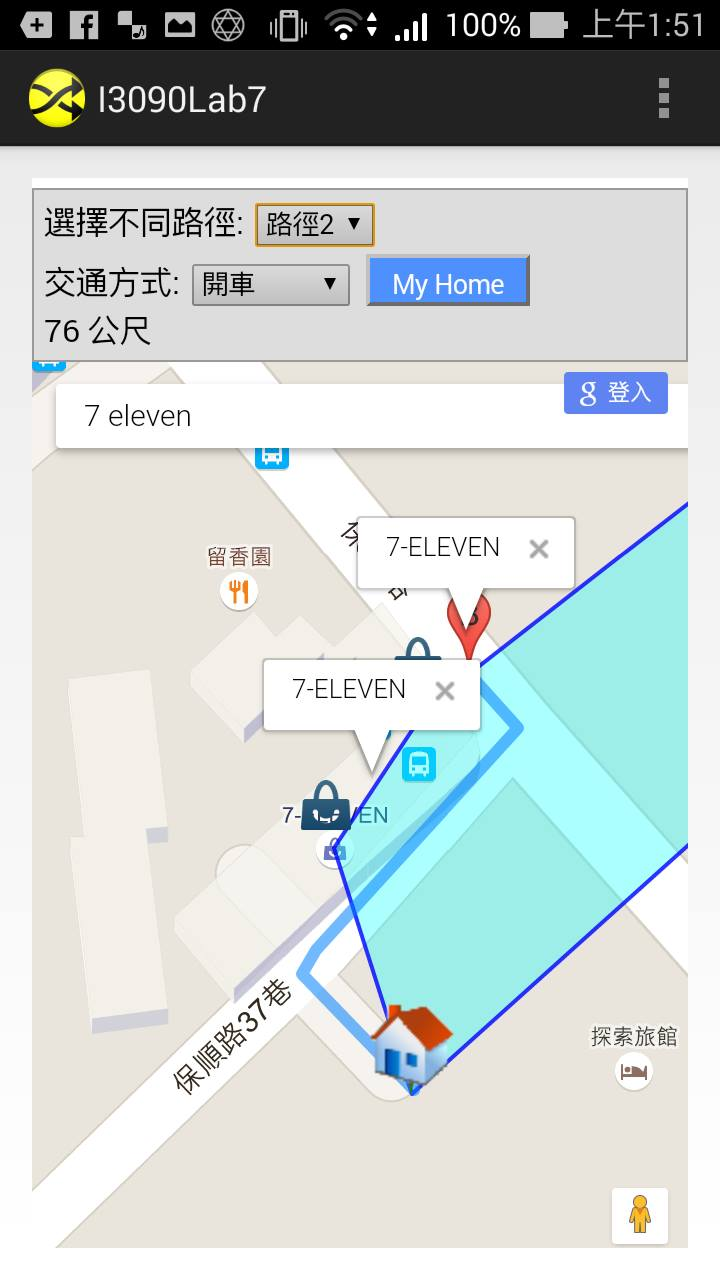 100% 上午1:51
I3090Lab7
選擇不同路徑: 路徑2
交通方式: 開車 My Home
76 公尺
g 登入
7 eleven
留香園
7-ELEVEN
7-ELEVEN
保順路37巷
探索旅館